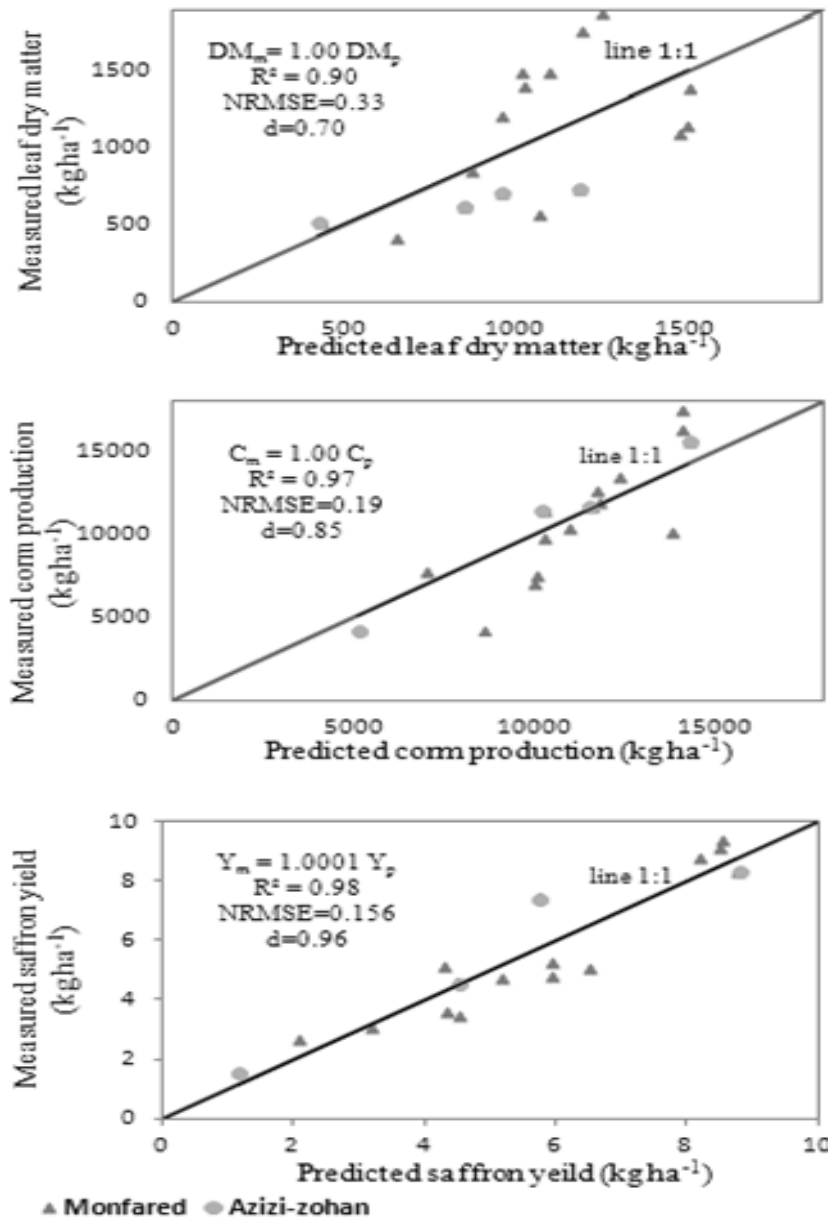 Measured leaf dry matter
(kg ha⁻¹)
1500
1000
500
0
DMₘ= 1.00 DMₚ
R² = 0.90
NRMSE=0.33
d=0.70
line 1:1
0 500 1000 1500
Predicted leaf dry matter (kg ha⁻¹)
Measured corm production
(kg ha⁻¹)
15000
10000
5000
0
Cₘ = 1.00 Cₚ
R² = 0.97
NRMSE=0.19
d=0.85
line 1:1
0 5000 10000 15000
Predicted corm production (kg ha⁻¹)
Measured saffron yield
(kg ha⁻¹)
10
8
6
4
2
0
Yₘ = 1.0001 Yₚ
R² = 0.98
NRMSE=0.156
d=0.96
line 1:1
0 2 4 6 8 10
Predicted saffron yeild (kg ha⁻¹)
Monfared Azizi-zohan